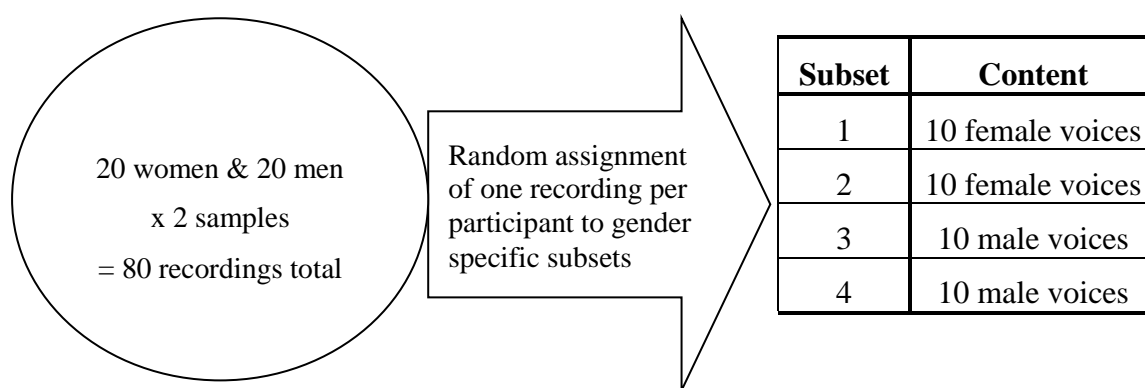 20 women & 20 men
x 2 samples
= 80 recordings total
Random assignment
of one recording per
participant to gender
specific subsets
Subset Content
1 10 female voices
2 10 female voices
3 10 male voices
4 10 male voices